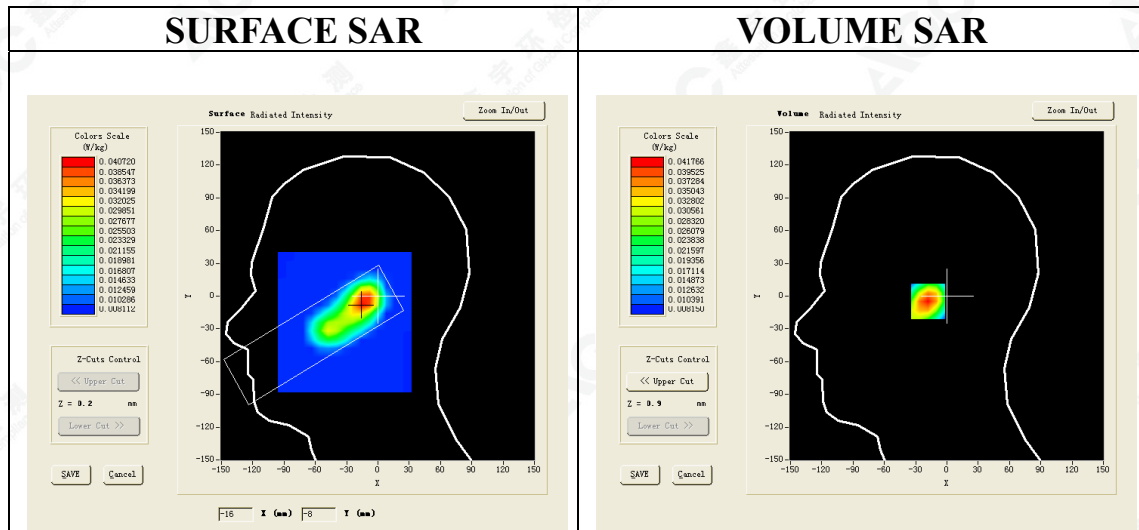 SURFACE SAR
VOLUME SAR
Surface Radiated Intensity
Zoom In/Out
Colors Scale
(W/kg)
0.040720
0.038547
0.036373
0.034199
0.032025
0.029851
0.027677
0.025503
0.023329
0.021155
0.018981
0.016807
0.014633
0.012459
0.010286
0.008112
Z-Cuts Control
<< Upper Cut
Z = 0.2 mm
Lower Cut >>
SAVE Cancel
150
120
90
60
30
0
-30
-60
-90
-120
-150
Y
-150 -120 -90 -60 -30 0 30 60 90 120 150
X
-16 X (mm) -8 Y (mm)
Volume Radiated Intensity
Zoom In/Out
Colors Scale
(W/kg)
0.041766
0.039525
0.037284
0.035043
0.032802
0.030561
0.028320
0.026079
0.023838
0.021597
0.019356
0.017114
0.014873
0.012632
0.010391
0.008150
Z-Cuts Control
<< Upper Cut
Z = 0.9 mm
Lower Cut >>
SAVE Cancel
150
120
90
60
30
0
-30
-60
-90
-120
-150
Y
-150 -120 -90 -60 -30 0 30 60 90 120 150
X